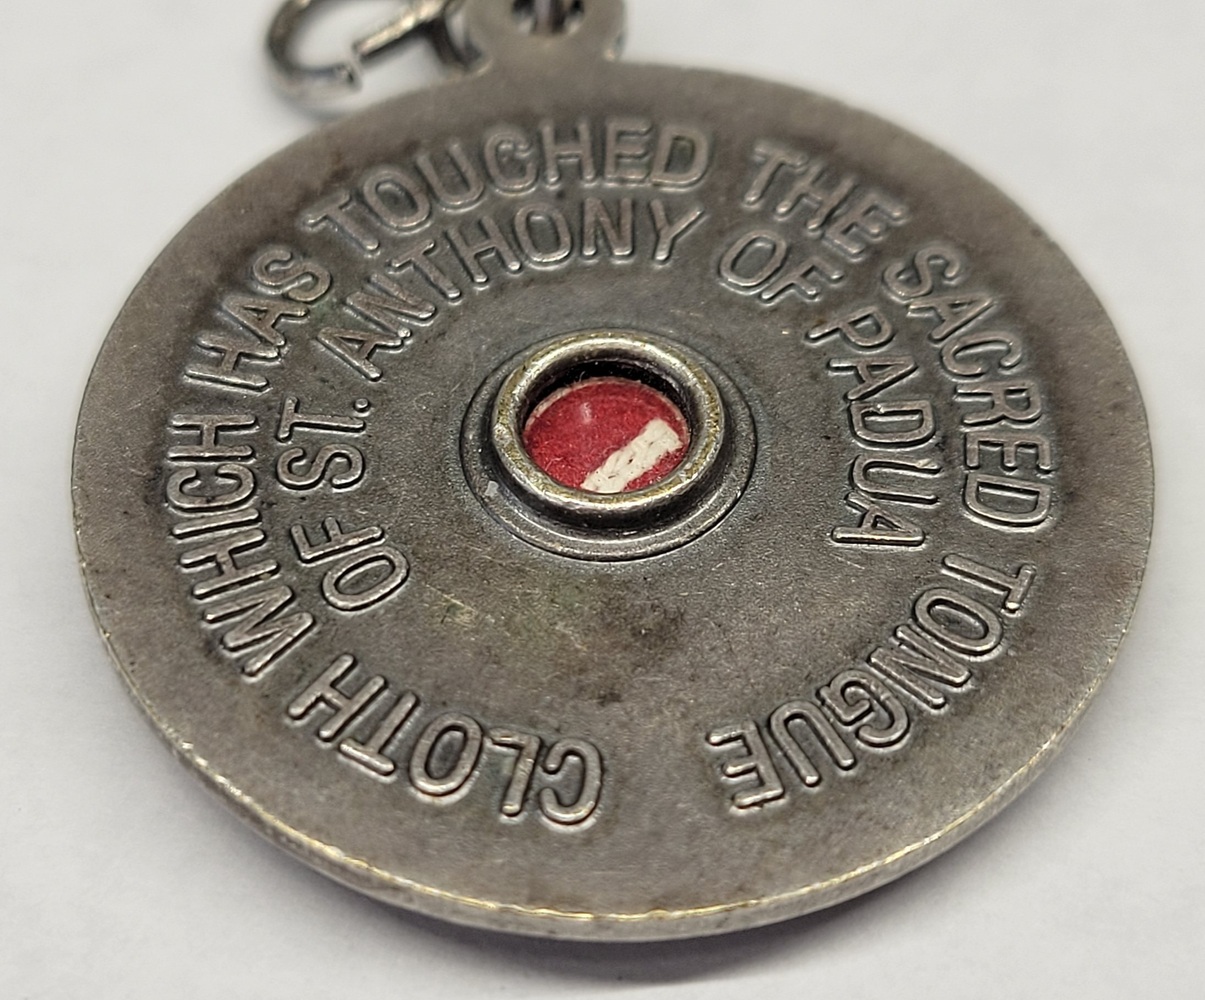 CLOTH WHICH HAS TOUCHED THE SACRED TONGUE
OF ST. ANTHONY OF PADUA